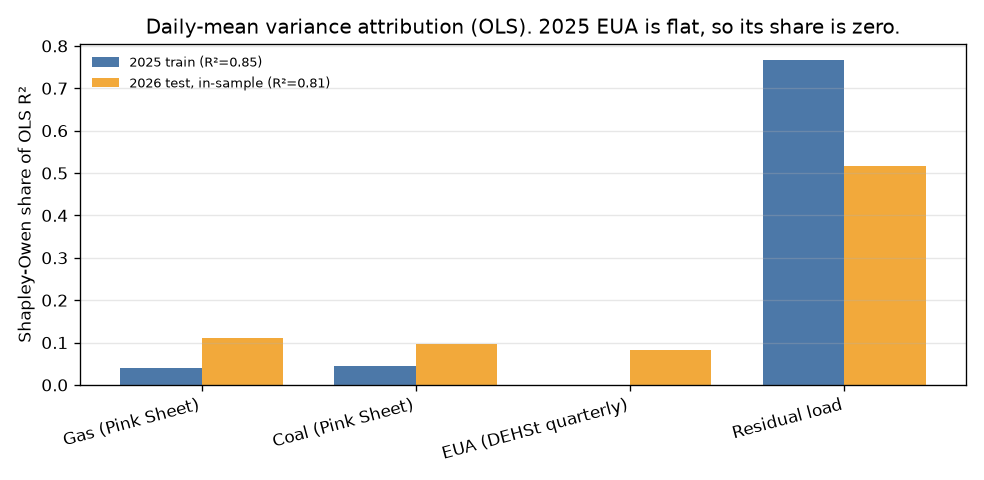 Daily-mean variance attribution (OLS). 2025 EUA is flat, so its share is zero.
2025 train (R²=0.85)
2026 test, in-sample (R²=0.81)
Shapley-Owen share of OLS R²
0.8
0.7
0.6
0.5
0.4
0.3
0.2
0.1
0.0
Gas (Pink Sheet)
Coal (Pink Sheet)
EUA (DEHSt quarterly)
Residual load